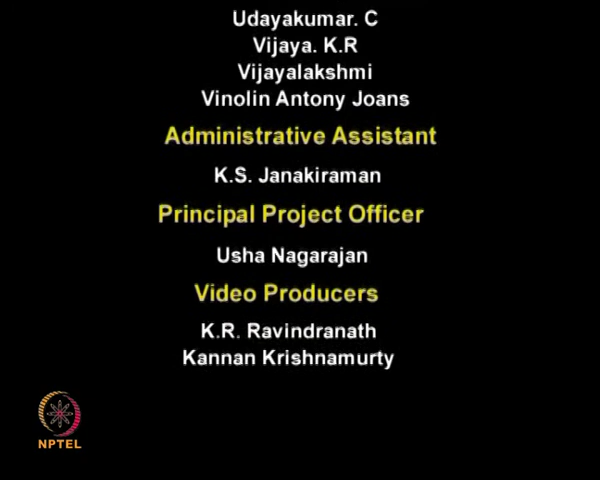 Udayakumar. C
Vijaya. K.R
Vijayalakshmi
Vinolin Antony Joans
Administrative Assistant
K.S. Janakiraman
Principal Project Officer
Usha Nagarajan
Video Producers
K.R. Ravindranath
Kannan Krishnamurty
NPTEL